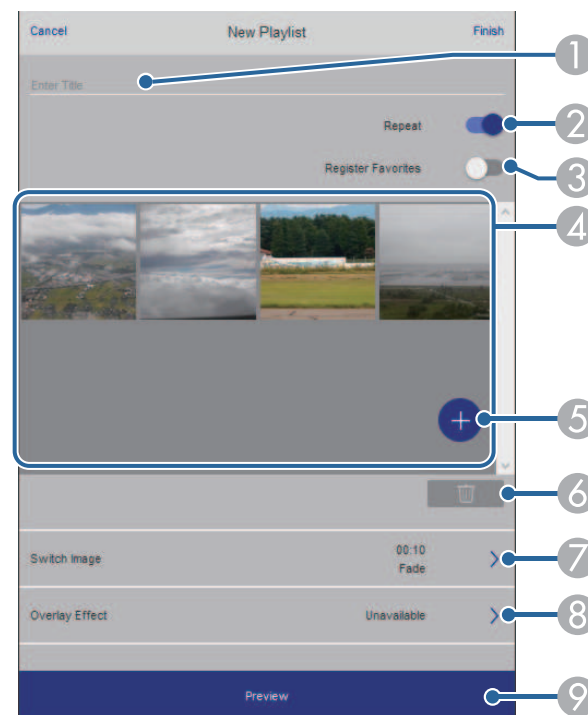 Cancel New Playlist Finish
Enter Title
1
Repeat
2
Register Favorites
3
4
5
6
Switch Image
00:10
Fade
7
Overlay Effect Unavailable
8
Preview
9